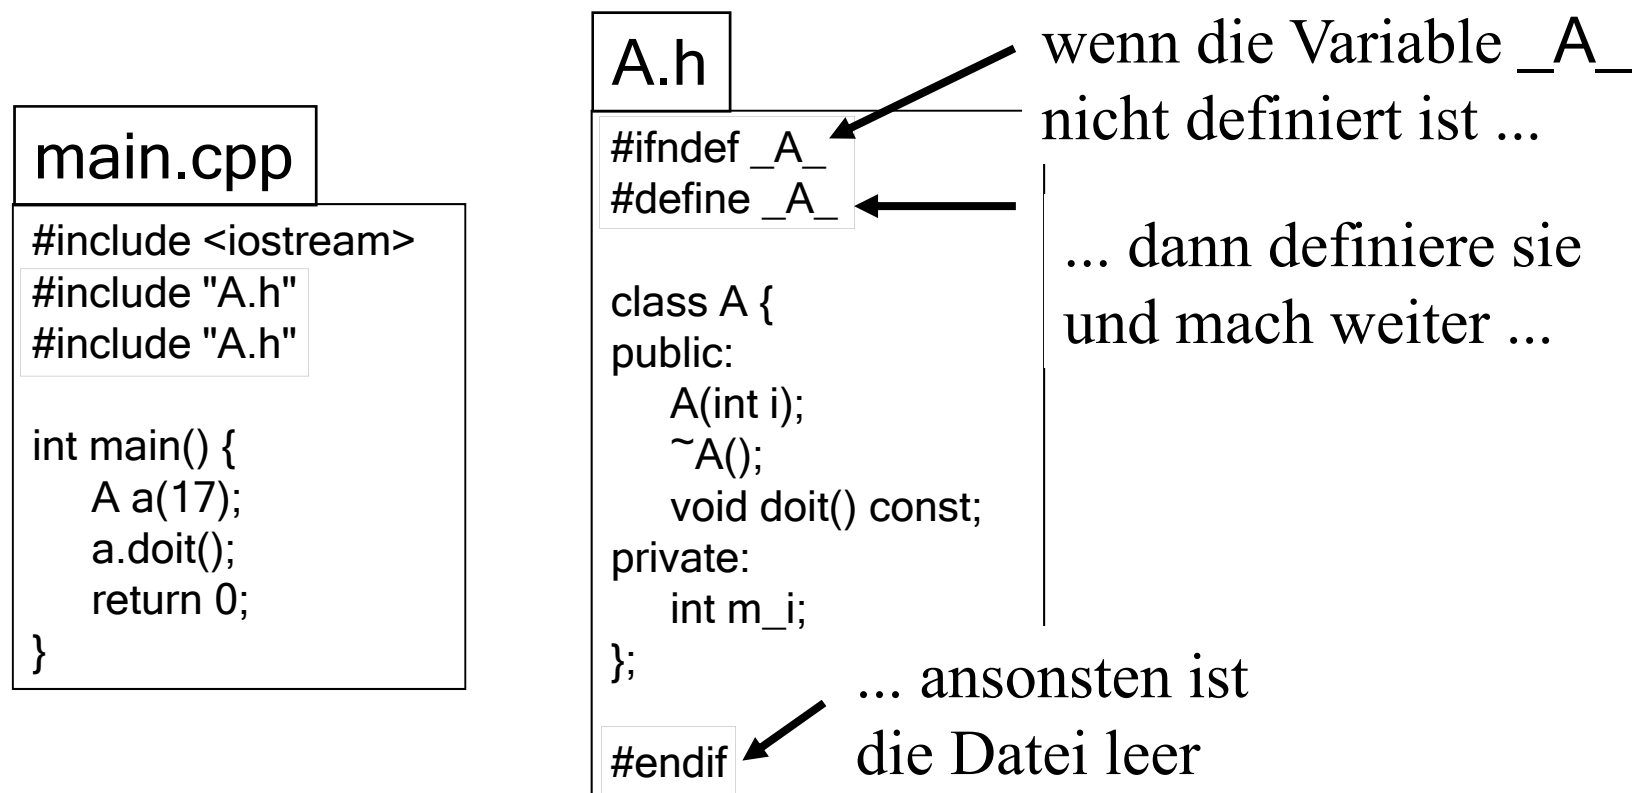 main.cpp
#include <iostream>
#include "A.h"
#include "A.h"
int main() {
A a(17);
a.doit();
return 0;
}
A.h
#ifndef _A_
#define _A_
class A {
public:
A(int i);
~A();
void doit() const;
private:
int m_i;
};
#endif
wenn die Variable _A_
nicht definiert ist ...
... dann definiere sie
und mach weiter ...
... ansonsten ist
die Datei leer